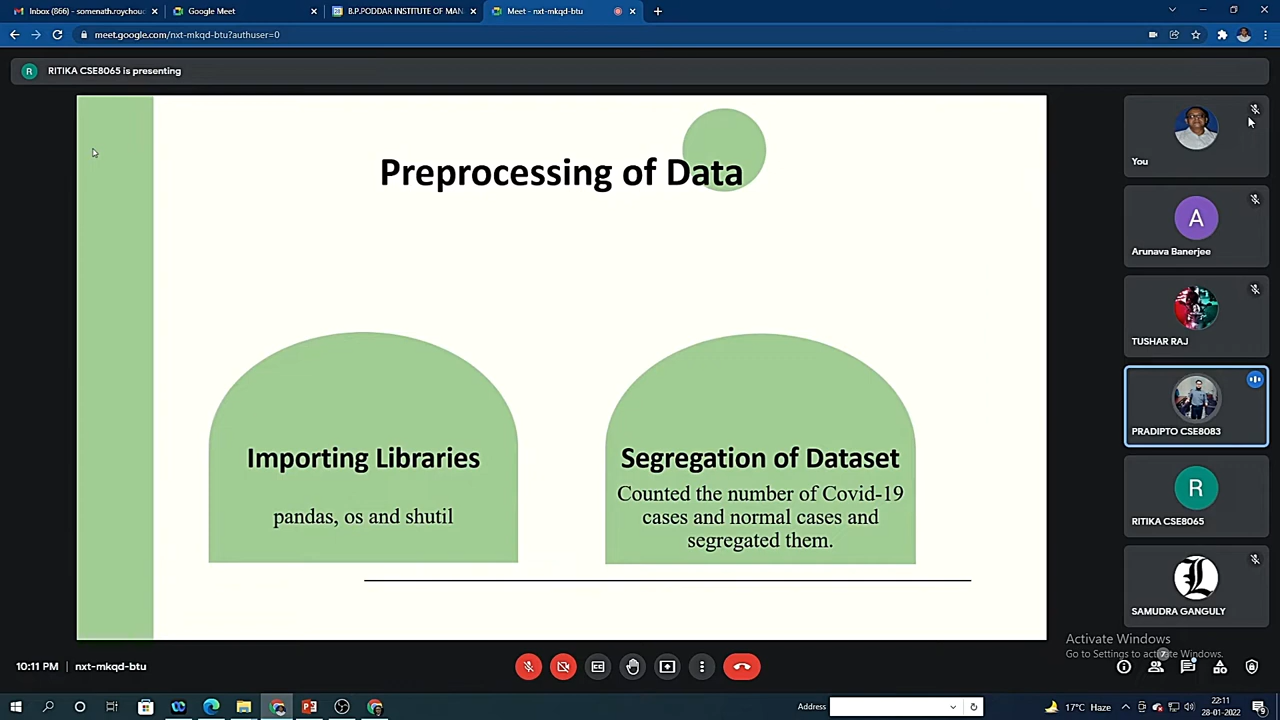 Inbox (866) - somenath.roychou
Google Meet
B.P.PODDAR INSTITUTE OF MAN
Meet - nxt-mkqd-btu
meet.google.com/nxt-mkqd-btu?authuser=0
R
RITIKA CSE8065 is presenting
Preprocessing of Data
Importing Libraries
pandas, os and shutil
Segregation of Dataset
Counted the number of Covid-19
cases and normal cases and
segregated them.
You
A
Arunava Banerjee
TUSHAR RAJ
PRADIPTO CSE8083
R
RITIKA CSE8065
L
SAMUDRA GANGULY
Activate Windows
Go to Settings to activate Windows.
10:11 PM | nxt-mkqd-btu
7
Address
17°C Haze
22:11
28-01-2022